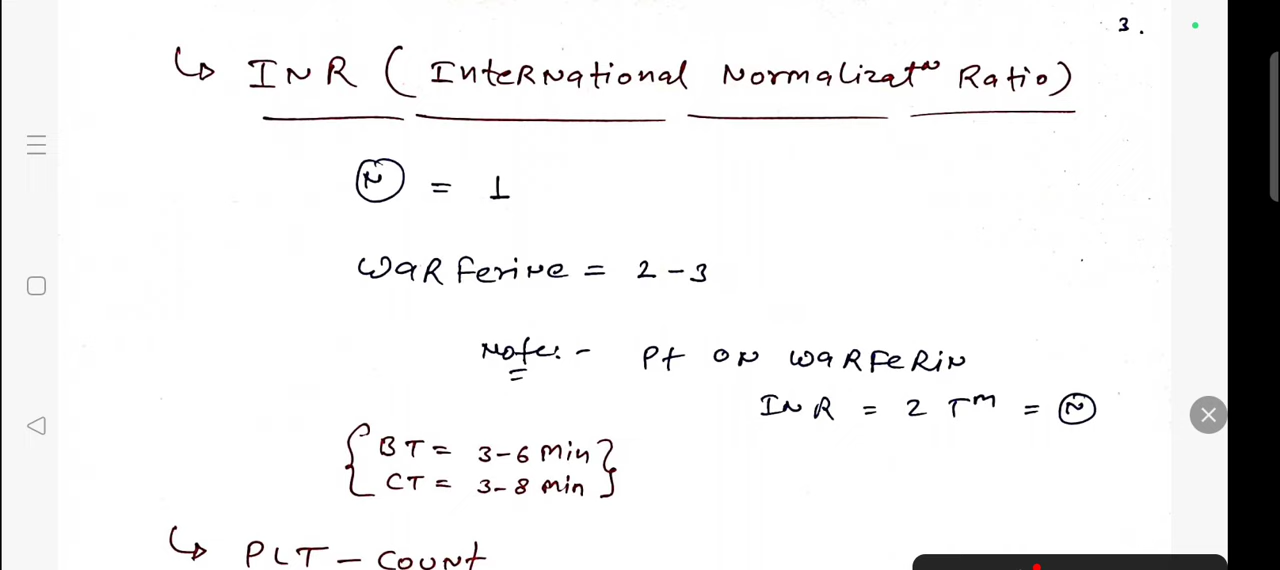 3.
↳ INR (International Normalizatⁿ Ratio)
Ⓝ = 1
Warferine = 2-3
Note:- Pt on warferin
INR = 2 Tᵐ = Ⓝ
BT = 3-6 min
CT = 3-8 min
↳ PLT - Count